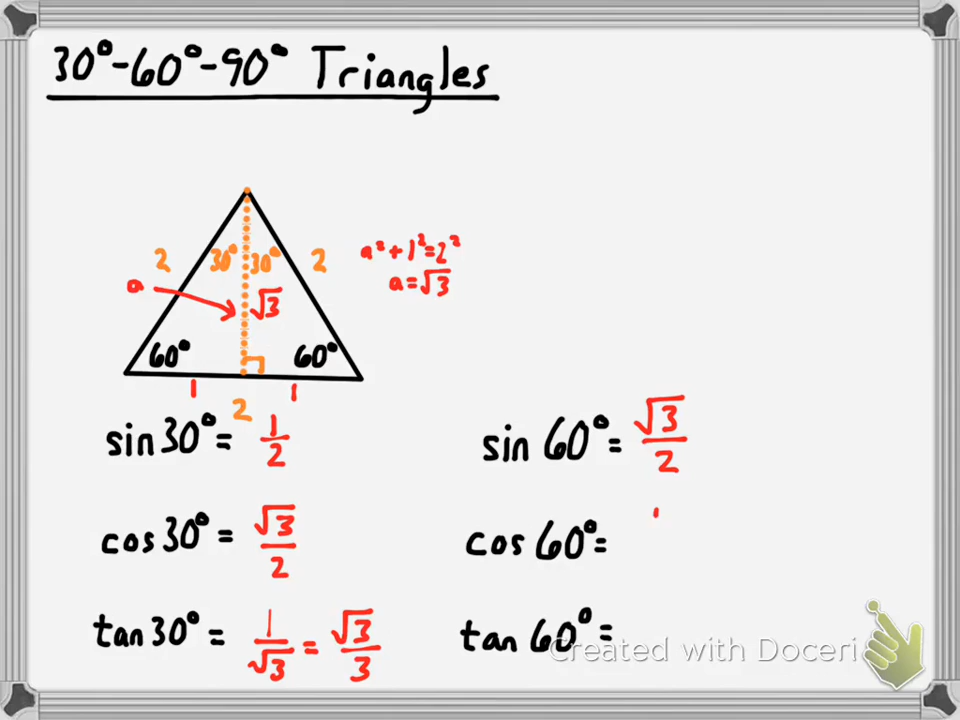 30°-60°-90° Triangles
2 30° 30° 2
a² + 1² = 2²
a = √3
a √3
60° 60°
1 1
2
sin 30° = 1/2
sin 60° = √3/2
cos 30° = √3/2
cos 60° =
tan 30° = 1/√3 = √3/3
tan 60° =
Created with Doceri